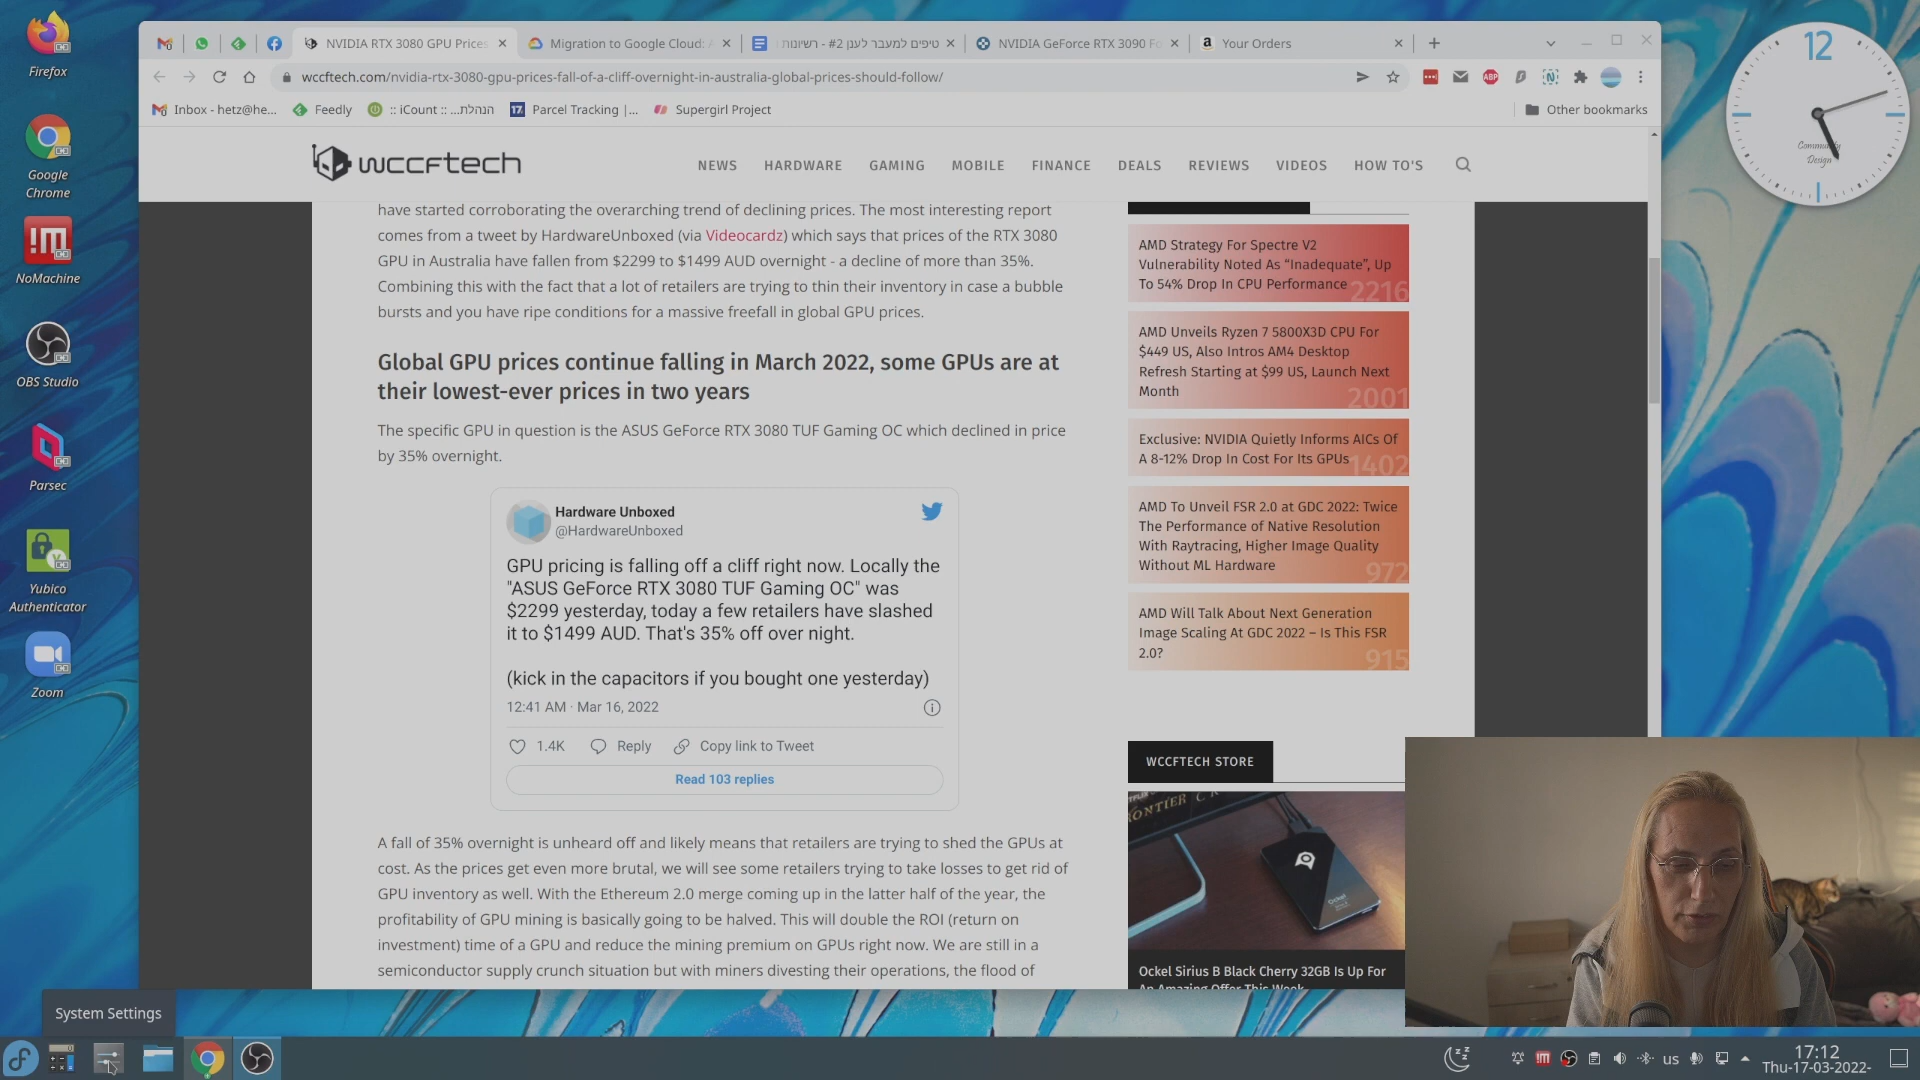 Firefox
Google
Chrome
NoMachine
OBS Studio
Parsec
Yubico
Authenticator
Zoom
NVIDIA RTX 3080 GPU Prices
Migration to Google Cloud:
טיפים למעבר לענן #2 - רשיונות
NVIDIA GeForce RTX 3090 Fo
Your Orders
wccftech.com/nvidia-rtx-3080-gpu-prices-fall-of-a-cliff-overnight-in-australia-global-prices-should-follow/
ABP
Inbox - hetz@he...
Feedly
:: iCount :: ...הנהלת
17
Parcel Tracking |...
Supergirl Project
Other bookmarks
12
Community
Design
wccftech
NEWS
HARDWARE
GAMING
MOBILE
FINANCE
DEALS
REVIEWS
VIDEOS
HOW TO'S
have started corroborating the overarching trend of declining prices. The most interesting report
comes from a tweet by HardwareUnboxed (via Videocardz) which says that prices of the RTX 3080
GPU in Australia have fallen from $2299 to $1499 AUD overnight - a decline of more than 35%.
Combining this with the fact that a lot of retailers are trying to thin their inventory in case a bubble
bursts and you have ripe conditions for a massive freefall in global GPU prices.
Global GPU prices continue falling in March 2022, some GPUs are at
their lowest-ever prices in two years
The specific GPU in question is the ASUS GeForce RTX 3080 TUF Gaming OC which declined in price
by 35% overnight.
Hardware Unboxed
@HardwareUnboxed
GPU pricing is falling off a cliff right now. Locally the
"ASUS GeForce RTX 3080 TUF Gaming OC" was
$2299 yesterday, today a few retailers have slashed
it to $1499 AUD. That's 35% off over night.
(kick in the capacitors if you bought one yesterday)
12:41 AM · Mar 16, 2022
1.4K
Reply
Copy link to Tweet
Read 103 replies
A fall of 35% overnight is unheard off and likely means that retailers are trying to shed the GPUs at
cost. As the prices get even more brutal, we will see some retailers trying to take losses to get rid of
GPU inventory as well. With the Ethereum 2.0 merge coming up in the latter half of the year, the
profitability of GPU mining is basically going to be halved. This will double the ROI (return on
investment) time of a GPU and reduce the mining premium on GPUs right now. We are still in a
semiconductor supply crunch situation but with miners divesting their operations, the flood of
AMD Strategy For Spectre V2
Vulnerability Noted As “Inadequate”, Up
To 54% Drop In CPU Performance
2216
AMD Unveils Ryzen 7 5800X3D CPU For
$449 US, Also Intros AM4 Desktop
Refresh Starting at $99 US, Launch Next
Month
2001
Exclusive: NVIDIA Quietly Informs AICs Of
A 8-12% Drop In Cost For Its GPUs
1402
AMD To Unveil FSR 2.0 at GDC 2022: Twice
The Performance of Native Resolution
With Raytracing, Higher Image Quality
Without ML Hardware
972
AMD Will Talk About Next Generation
Image Scaling At GDC 2022 – Is This FSR
2.0?
915
WCCFTECH STORE
FRONTIER
Ockel
Ockel Sirius B Black Cherry 32GB Is Up For
An Amazing Offer This Week
System Settings
us
17:12
Thu-17-03-2022-